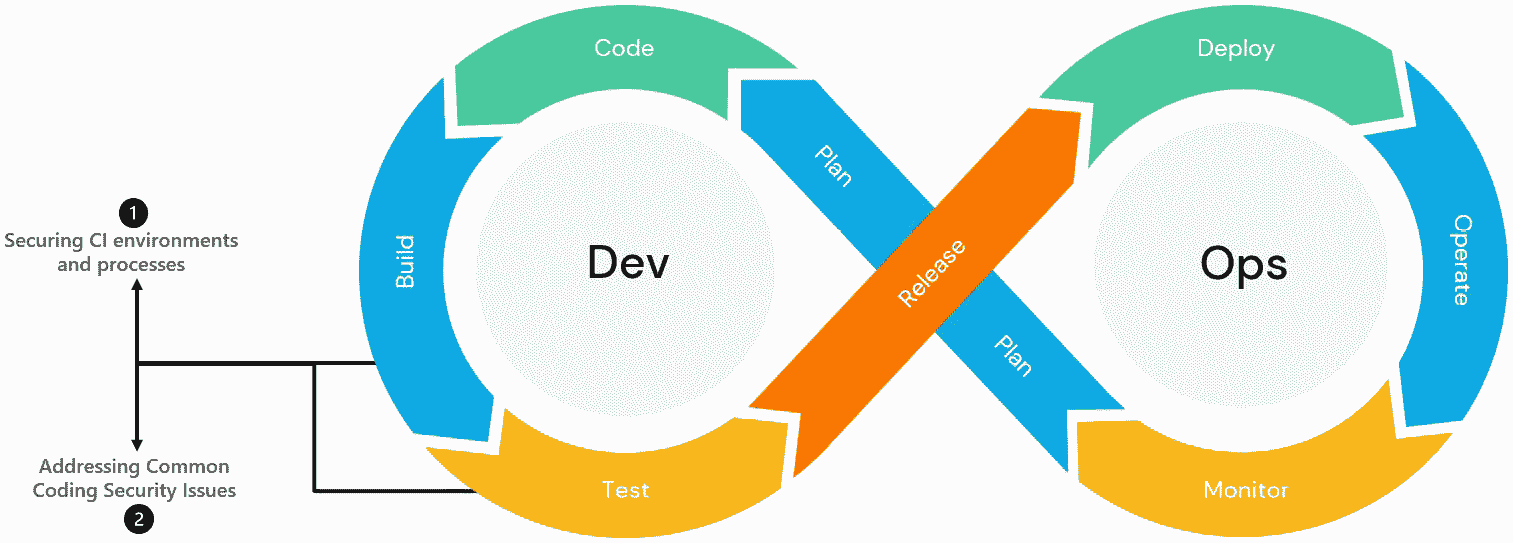 Code
Deploy
Plan
1
Securing CI environments
and processes
Build
Dev
Release
Ops
Operate
Plan
Addressing Common
Coding Security Issues
2
Test
Monitor